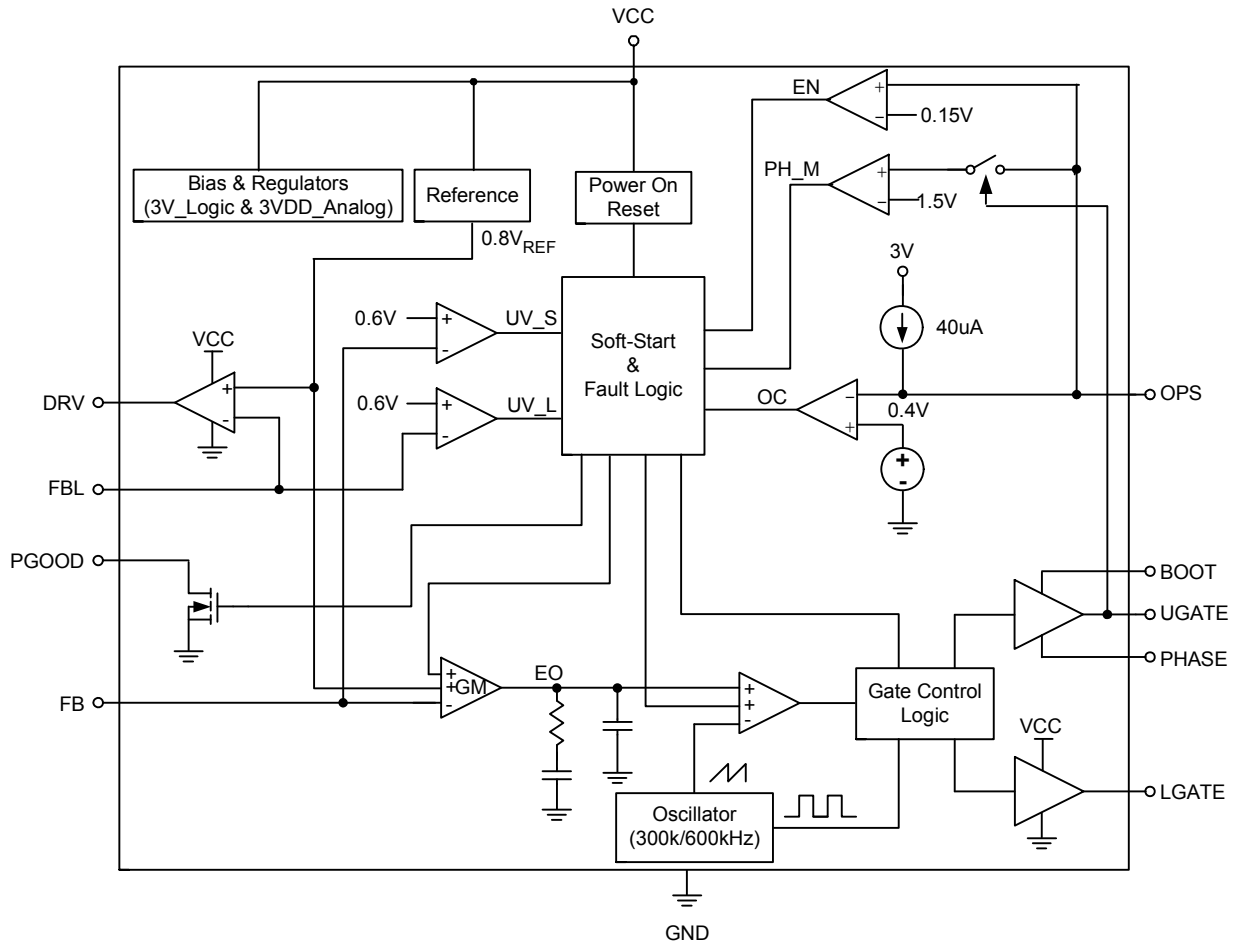 VCC
EN
+
-
0.15V
PH_M
+
-
1.5V
Bias & Regulators
(3V_Logic & 3VDD_Analog)
Reference
Power On
Reset
0.8VREF
3V
40uA
0.6V
+
-
UV_S
Soft-Start
&
Fault Logic
VCC
+
-
DRV
0.6V
+
-
UV_L
OC
-
+
0.4V
OPS
+
-
FBL
PGOOD
BOOT
UGATE
PHASE
FB
+
+
-
GM
EO
+
+
-
Gate Control
Logic
VCC
LGATE
Oscillator
(300k/600kHz)
GND